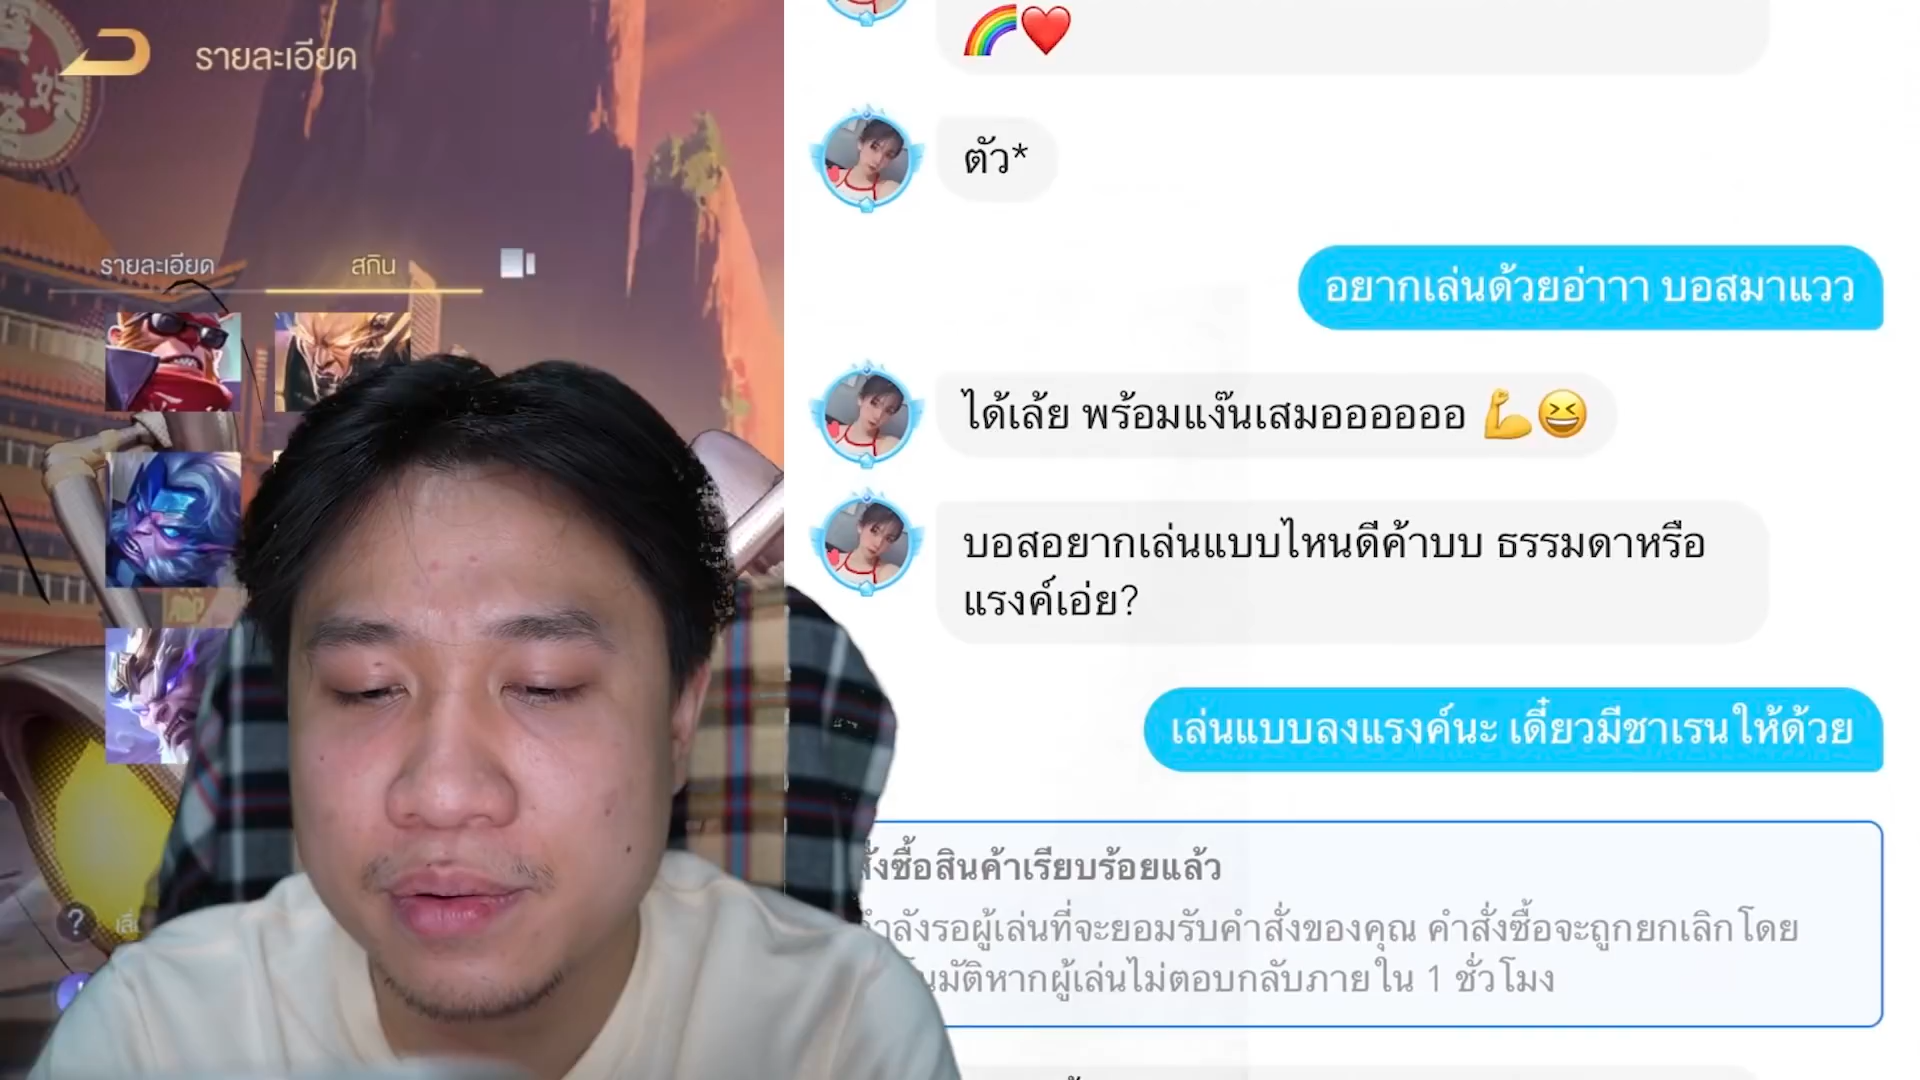 รายละเอียด
รายละเอียด
สกิน
ตัว*
อยากเล่นด้วยอ่าาา บอสมาแวว
ได้เล้ย พร้อมแง๊นเสมออออออ 💪😆
บอสอยากเล่นแบบไหนดีค้าบบ ธรรมดาหรือ
แรงค์เอ่ย?
เล่นแบบลงแรงค์นะ เดี๋ยวมีชาเรนให้ด้วย
สั่งซื้อสินค้าเรียบร้อยแล้ว
กำลังรอผู้เล่นที่จะยอมรับคำสั่งของคุณ คำสั่งซื้อจะถูกยกเลิกโดย
นมัติหากผู้เล่นไม่ตอบกลับภายใน 1 ชั่วโมง